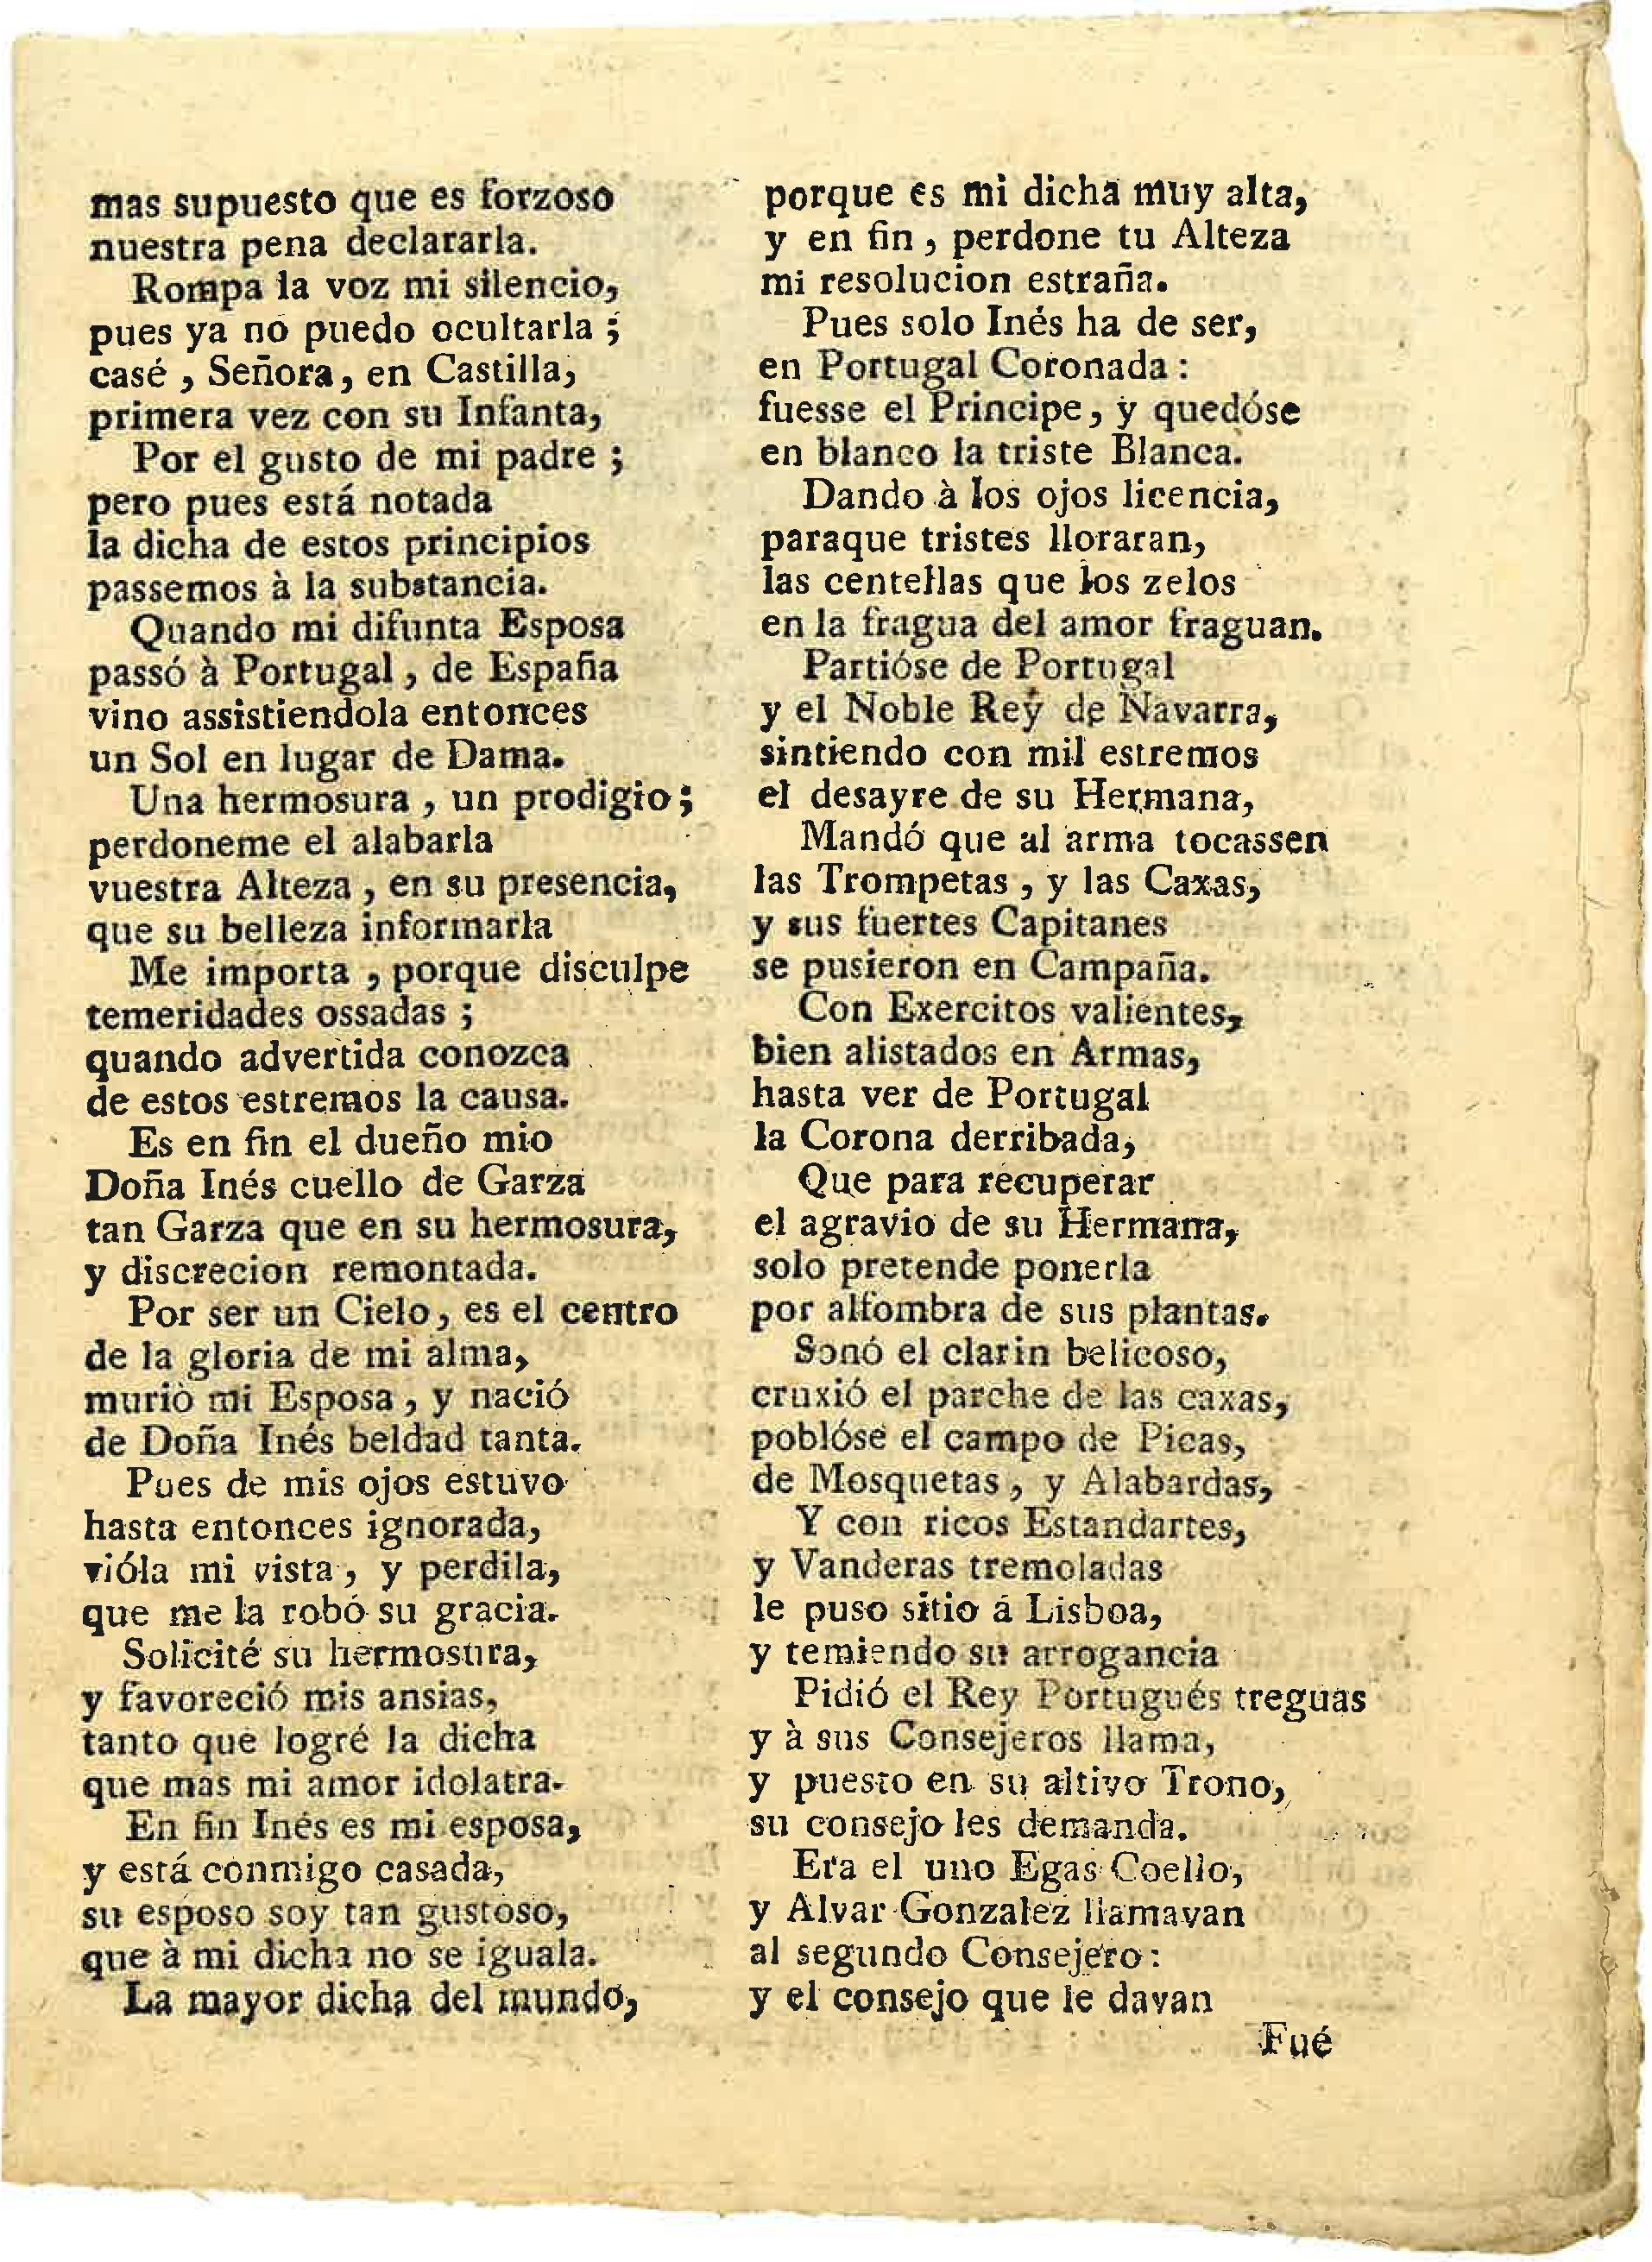 mas supuesto que es forzoso
nuestra pena declararla.
Rompa la voz mi silencio,
pues ya no puedo ocultarla ;
casé , Señora, en Castilla,
primera vez con su Infanta,
Por el gusto de mi padre ;
pero pues está notada
la dicha de estos principios
passemos à la substancia.
Quando mi difunta Esposa
passó à Portugal , de España
vino assistiendola entonces
un Sol en lugar de Dama.
Una hermosura , un prodigio ;
perdoneme el alabarla
vuestra Alteza , en su presencia,
que su belleza informarla
Me importa , porque disculpe
temeridades ossadas ;
quando advertida conozca
de estos estremos la causa.
Es en fin el dueño mio
Doña Inés cuello de Garza
tan Garza que en su hermosura,
y discrecion remontada.
Por ser un Cielo , es el centro
de la gloria de mi alma,
muriò mi Esposa , y nació
de Doña Inés beldad tanta.
Pues de mis ojos estuvo
hasta entonces ignorada,
vióla mi vista , y perdila,
que me la robó su gracia.
Solicité su hermosura,
y favoreció mis ansias,
tanto que logré la dicha
que mas mi amor idolatra.
En fin Inés es mi esposa,
y está conmigo casada,
su esposo soy tan gustoso,
que à mi dicha no se iguala.
La mayor dicha del mundo,
porque es mi dicha muy alta,
y en fin , perdone tu Alteza
mi resolucion estraña.
Pues solo Inés ha de ser,
en Portugal Coronada :
fuesse el Principe, y quedóse
en blanco la triste Blanca.
Dando à los ojos licencia,
paraque tristes lloraran,
las centellas que los zelos
en la fragua del amor fraguan.
Partióse de Portugal
y el Noble Rey de Navarra,
sintiendo con mil estremos
el desayre de su Hermana,
Mandó que al arma tocassen
las Trompetas , y las Caxas,
y sus fuertes Capitanes
se pusieron en Campaña.
Con Exercitos valientes,
bien alistados en Armas,
hasta ver de Portugal
la Corona derribada,
Que para recuperar
el agravio de su Hermana,
solo pretende ponerla
por alfombra de sus plantas.
Sonó el clarin belicoso,
cruxió el parche de las caxas,
poblóse el campo de Picas,
de Mosquetas , y Alabardas,
Y con ricos Estandartes,
y Vanderas tremoladas
le puso sitio á Lisboa,
y temiendo su arrogancia
Pidió el Rey Portugués treguas
y à sus Consejeros llama,
y puesto en su altivo Trono,
su consejo les demanda.
Era el uno Egas Coello,
y Alvar Gonzalez llamavan
al segundo Consejero :
y el consejo que le davan
Fué